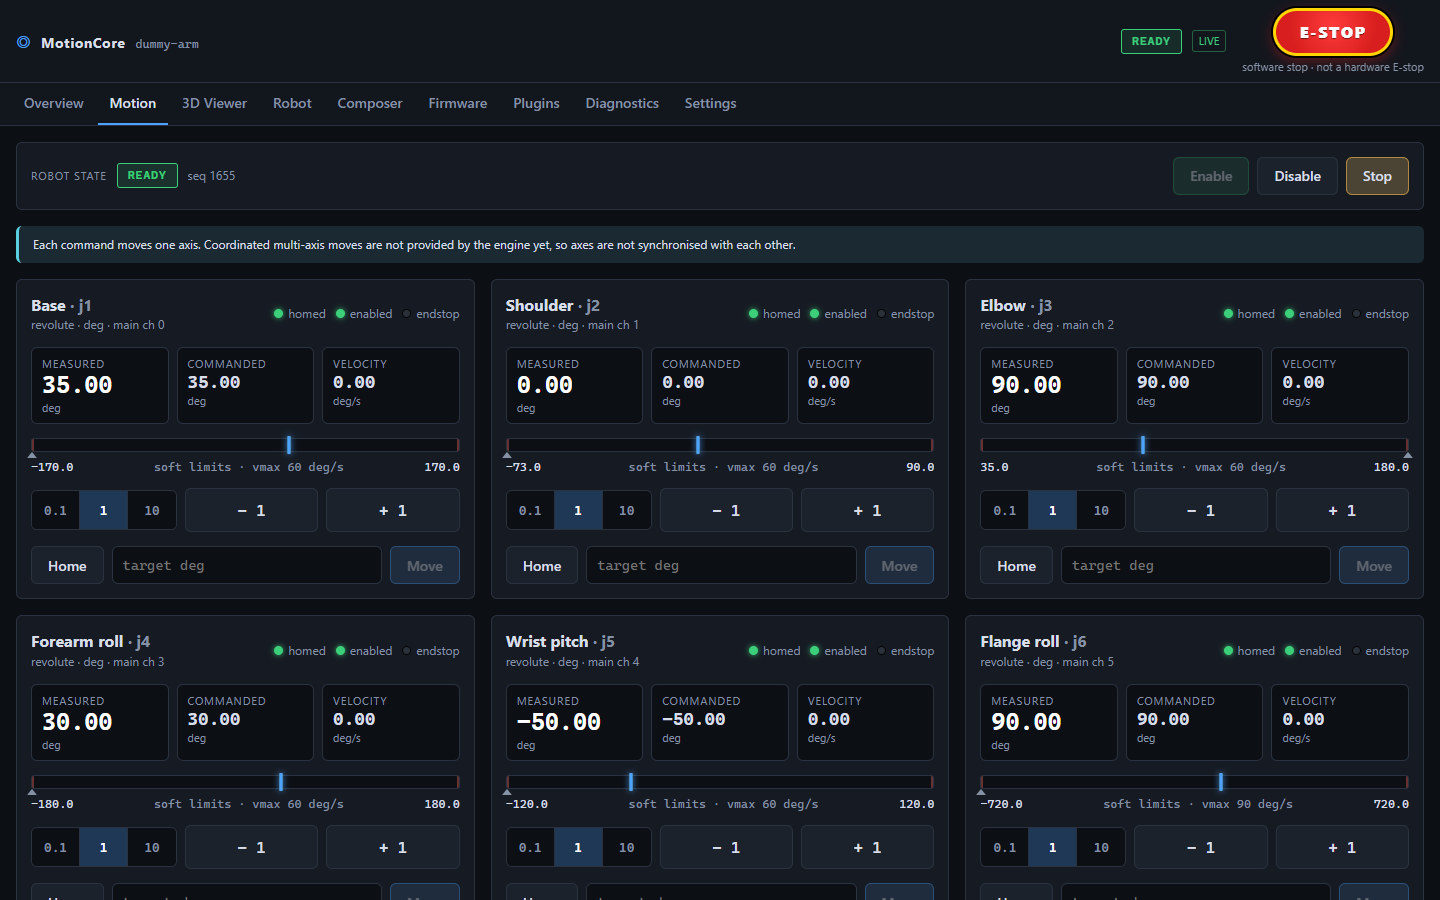 MotionCore dummy-arm
READY LIVE E-STOP
software stop · not a hardware E-stop
Overview Motion 3D Viewer Robot Composer Firmware Plugins Diagnostics Settings
ROBOT STATE READY seq 1655 Enable Disable Stop
Each command moves one axis. Coordinated multi-axis moves are not provided by the engine yet, so axes are not synchronised with each other.
Base · j1
revolute · deg · main ch 0
homed enabled endstop
MEASURED COMMANDED VELOCITY
35.00 35.00 0.00
deg deg deg/s
−170.0 soft limits · vmax 60 deg/s 170.0
0.1 1 10 − 1 + 1
Home target deg Move
Shoulder · j2
revolute · deg · main ch 1
homed enabled endstop
MEASURED COMMANDED VELOCITY
0.00 0.00 0.00
deg deg deg/s
−73.0 soft limits · vmax 60 deg/s 90.0
0.1 1 10 − 1 + 1
Home target deg Move
Elbow · j3
revolute · deg · main ch 2
homed enabled endstop
MEASURED COMMANDED VELOCITY
90.00 90.00 0.00
deg deg deg/s
35.0 soft limits · vmax 60 deg/s 180.0
0.1 1 10 − 1 + 1
Home target deg Move
Forearm roll · j4
revolute · deg · main ch 3
homed enabled endstop
MEASURED COMMANDED VELOCITY
30.00 30.00 0.00
deg deg deg/s
−180.0 soft limits · vmax 60 deg/s 180.0
0.1 1 10 − 1 + 1
Wrist pitch · j5
revolute · deg · main ch 4
homed enabled endstop
MEASURED COMMANDED VELOCITY
−50.00 −50.00 0.00
deg deg deg/s
−120.0 soft limits · vmax 60 deg/s 120.0
0.1 1 10 − 1 + 1
Flange roll · j6
revolute · deg · main ch 5
homed enabled endstop
MEASURED COMMANDED VELOCITY
90.00 90.00 0.00
deg deg deg/s
−720.0 soft limits · vmax 90 deg/s 720.0
0.1 1 10 − 1 + 1